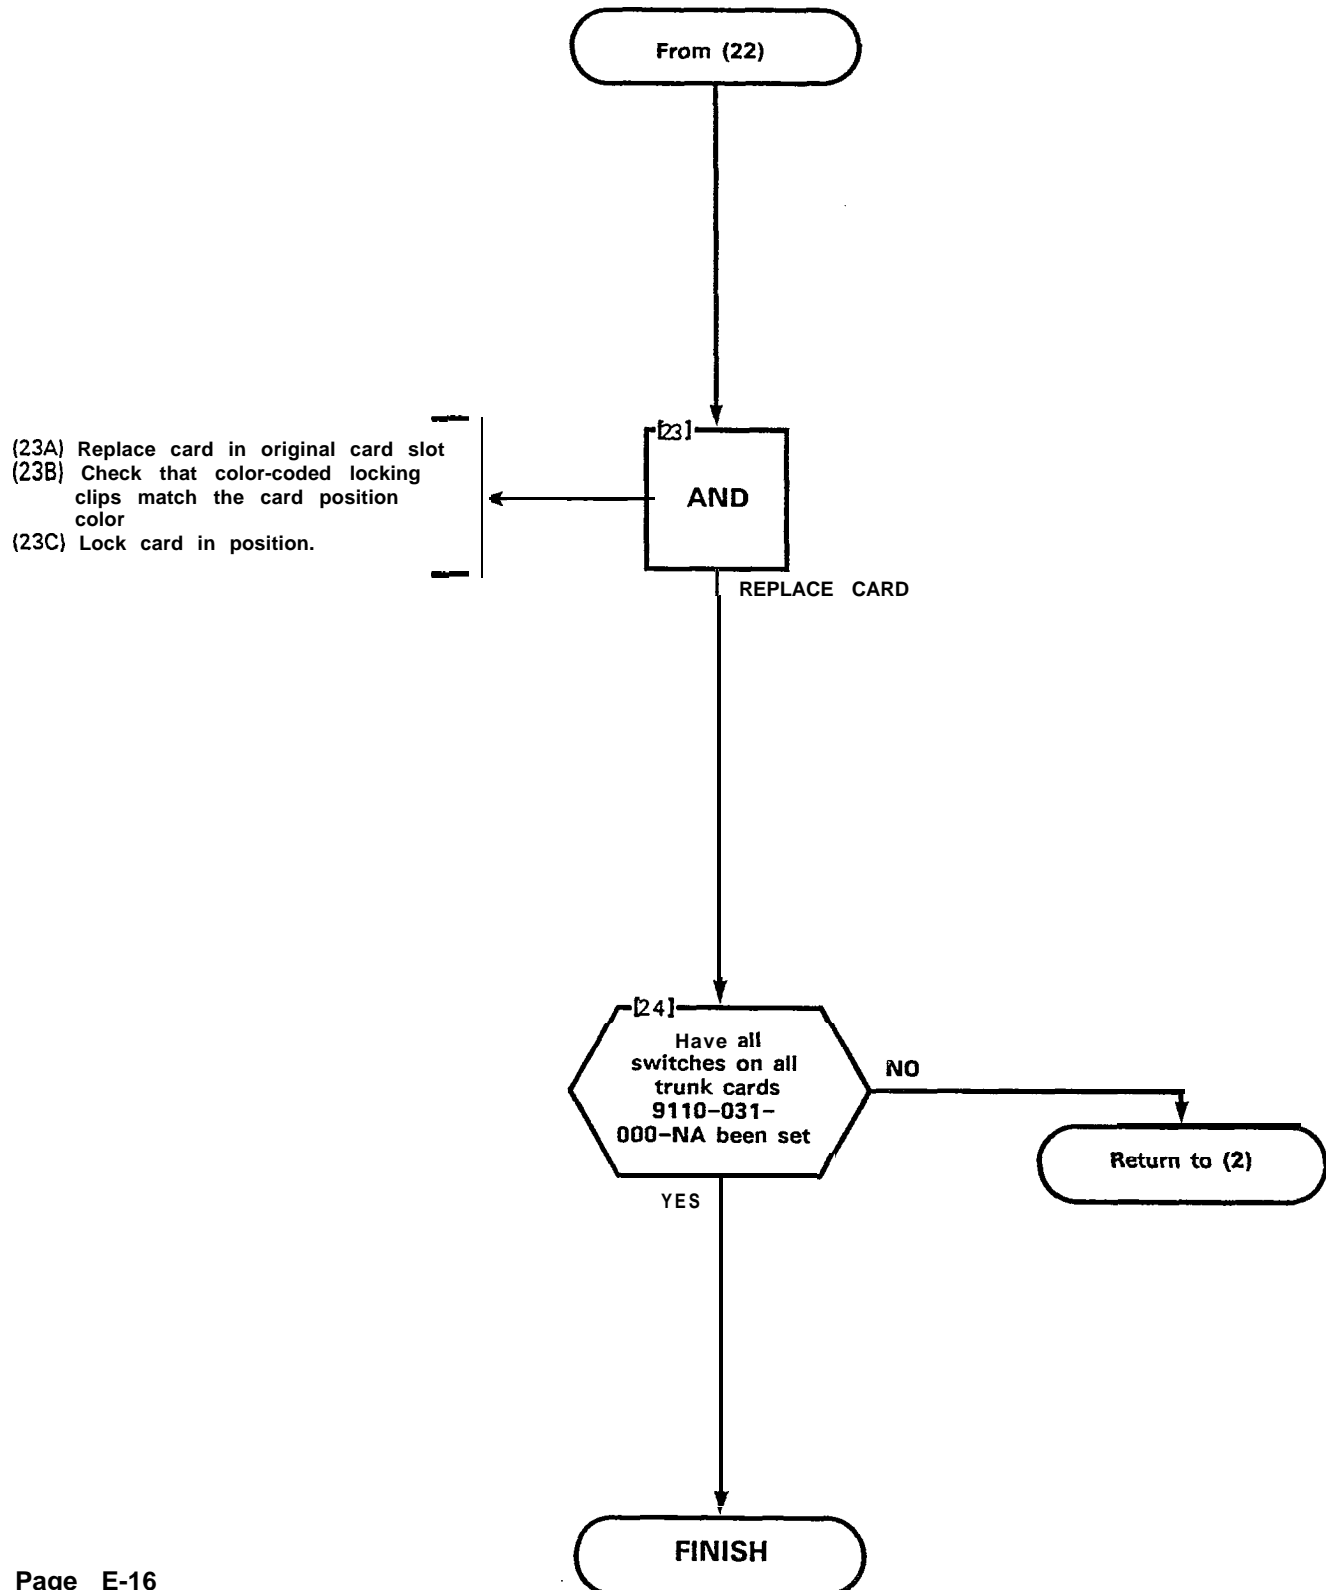 From (22)
[23]
AND
(23A) Replace card in original card slot
(23B) Check that color-coded locking
clips match the card position
color
(23C) Lock card in position.
REPLACE CARD
[24]
Have all
switches on all
trunk cards
9110-031-
000-NA been set
NO
Return to (2)
YES
FINISH
Page E-16